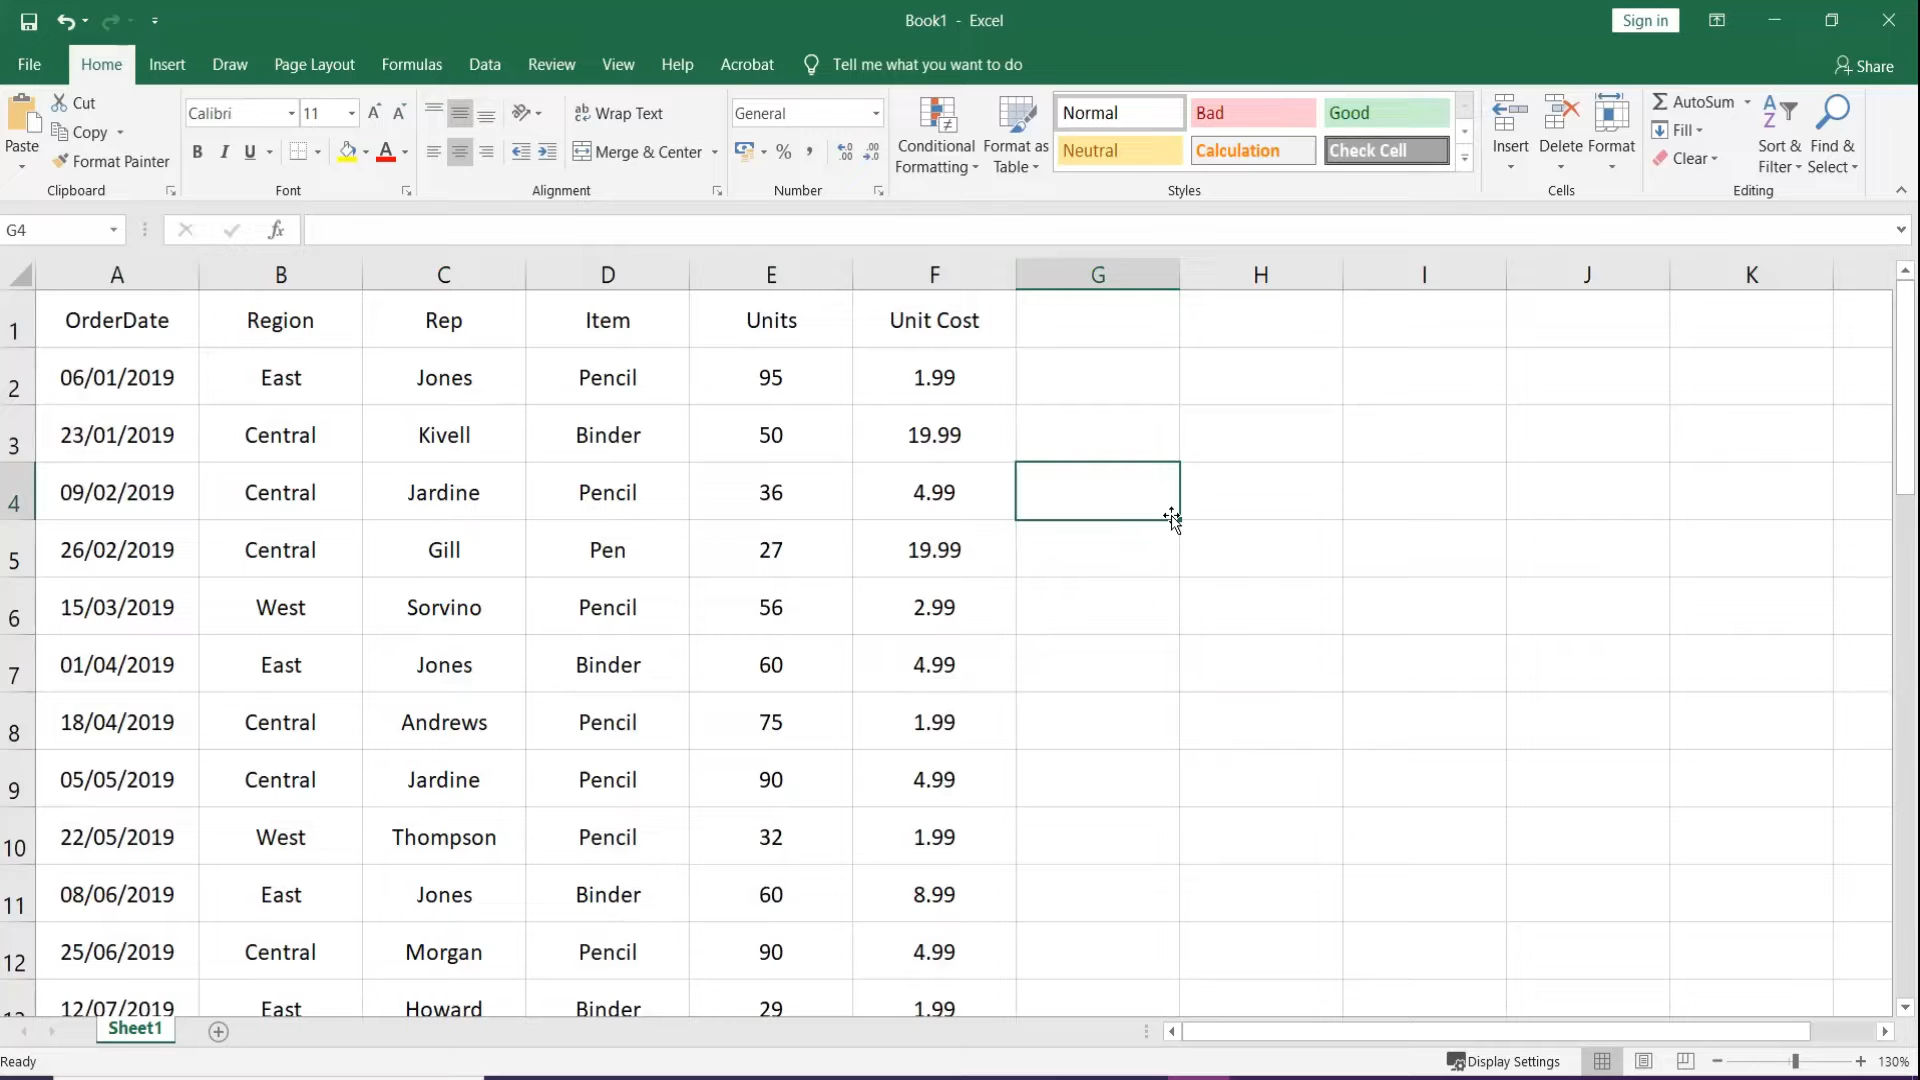 Book1 - Excel
Sign in
File Home Insert Draw Page Layout Formulas Data Review View Help Acrobat Tell me what you want to do Share
Paste
Cut
Copy
Format Painter
Clipboard
Calibri 11
B I U A
Font
ab Wrap Text
Merge & Center
Alignment
General
%
Number
Conditional Formatting
Format as Table
Normal Bad Good
Neutral Calculation Check Cell
Styles
Insert Delete Format
Cells
AutoSum
Fill
Clear
Sort & Filter
Find & Select
Editing
G4
fx
A B C D E F G H I J K
1 OrderDate Region Rep Item Units Unit Cost
2 06/01/2019 East Jones Pencil 95 1.99
3 23/01/2019 Central Kivell Binder 50 19.99
4 09/02/2019 Central Jardine Pencil 36 4.99
5 26/02/2019 Central Gill Pen 27 19.99
6 15/03/2019 West Sorvino Pencil 56 2.99
7 01/04/2019 East Jones Binder 60 4.99
8 18/04/2019 Central Andrews Pencil 75 1.99
9 05/05/2019 Central Jardine Pencil 90 4.99
10 22/05/2019 West Thompson Pencil 32 1.99
11 08/06/2019 East Jones Binder 60 8.99
12 25/06/2019 Central Morgan Pencil 90 4.99
13 12/07/2019 East Howard Binder 29 1.99
Sheet1
Ready
Display Settings
130%